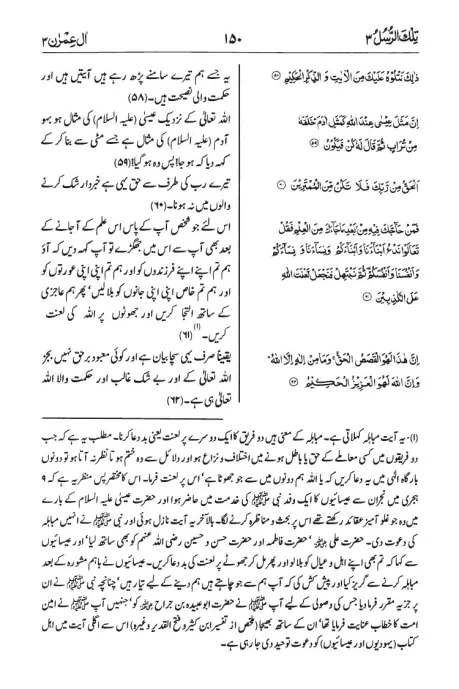 تِلْكَ الرُّسُلُ ٣
١٥٠
اٰلِ عِمْرٰن ٣
ذٰلِكَ نَتْلُوْهُ عَلَيْكَ مِنَ الْاٰيٰتِ وَ الذِّكْرِ الْحَكِيْمِ ۝٥٨
یہ جسے ہم تیرے سامنے پڑھ رہے ہیں آیتیں ہیں اور
حکمت والی نصیحت ہیں۔(۵۸)
اِنَّ مَثَلَ عِيْسٰى عِنْدَ اللّٰهِ كَمَثَلِ اٰدَمَ خَلَقَهٗ
مِنْ تُرَابٍ ثُمَّ قَالَ لَهٗ كُنْ فَيَكُوْنُ ۝٥٩
اللہ تعالیٰ کے نزدیک عیسیٰ (علیہ السلام) کی مثال ہو بہو
آدم (علیہ السلام) کی مثال ہے جسے مٹی سے بنا کر کے
کہہ دیا کہ ہو جا! پس وہ ہو گیا!(۵۹)
اَلْحَقُّ مِنْ رَّبِّكَ فَلَا تَكُنْ مِّنَ الْمُمْتَرِيْنَ ۝٦٠
تیرے رب کی طرف سے حق یہی ہے خبردار شک کرنے
والوں میں نہ ہونا۔(۶۰)
فَمَنْ حَآجَّكَ فِيْهِ مِنْ بَعْدِ مَا جَآءَكَ مِنَ الْعِلْمِ فَقُلْ
تَعَالَوْا نَدْعُ اَبْنَآءَنَا وَاَبْنَآءَكُمْ وَنِسَآءَنَا وَنِسَآءَكُمْ
وَاَنْفُسَنَا وَاَنْفُسَكُمْ ثُمَّ نَبْتَهِلْ فَنَجْعَلْ لَّعْنَتَ اللّٰهِ
عَلَى الْكٰذِبِيْنَ ۝٦١
اس لئے جو شخص آپ کے پاس اس علم کے آ جانے کے
بعد بھی آپ سے اس میں جھگڑے تو آپ کہہ دیں کہ آؤ
ہم تم اپنے اپنے فرزندوں کو اور ہم تم اپنی اپنی عورتوں کو
اور ہم تم خاص اپنی اپنی جانوں کو بلا لیں، پھر ہم عاجزی
کے ساتھ التجا کریں اور جھوٹوں پر اللہ کی لعنت
کریں۔(۱) (۶۱)
اِنَّ هٰذَا لَهُوَ الْقَصَصُ الْحَقُّ ۚ وَمَا مِنْ اِلٰهٍ اِلَّا اللّٰهُ ؕ
وَاِنَّ اللّٰهَ لَهُوَ الْعَزِيْزُ الْحَكِيْمُ ۝٦٢
یقیناً صرف یہی سچا بیان ہے اور کوئی معبود برحق نہیں بجز
اللہ تعالیٰ کے اور بے شک غالب اور حکمت والا اللہ
تعالیٰ ہی ہے۔(۶۲)
(۱)۔ یہ آیت مباہلہ کہلاتی ہے۔ مباہلہ کے معنی ہیں دو فریق کا ایک دوسرے پر لعنت یعنی بد دعا کرنا۔ مطلب یہ ہے کہ جب
دو فریقوں میں کسی معاملے کے حق یا باطل ہونے میں اختلاف و نزاع ہو اور دلائل سے وہ ختم ہوتا نظر نہ آتا ہو تو دونوں
بارگاہ الٰہی میں یہ دعا کریں کہ یا اللہ ہم دونوں میں سے جو جھوٹا ہے، اس پر لعنت فرما۔ اس کا مختصر پس منظر یہ ہے کہ ۹
ہجری میں نجران سے عیسائیوں کا ایک وفد نبی ﷺ کی خدمت میں حاضر ہوا اور حضرت عیسیٰ علیہ السلام کے بارے
میں وہ جو غلو آمیز عقائد رکھتے تھے اس پر بحث و مناظرہ کرنے لگا۔ بالآخر یہ آیت نازل ہوئی اور نبی ﷺ نے انہیں مباہلہ
کی دعوت دی۔ حضرت علی ؓ، حضرت فاطمہ اور حضرت حسن و حسین رضی اللہ عنہم کو بھی ساتھ لیا، اور عیسائیوں
سے کہا کہ تم بھی اپنے اہل و عیال کو بلا لو اور پھر مل کر جھوٹے پر لعنت کی بد دعا کریں۔ عیسائیوں نے باہم مشورہ کے بعد
مباہلہ کرنے سے گریز کیا اور پیش کش کی کہ آپ ہم سے جو چاہتے ہیں ہم دینے کے لیے تیار ہیں، چنانچہ نبی ﷺ نے ان
پر جزیہ مقرر فرما دیا جس کی وصولی کے لیے آپ ﷺ نے حضرت ابو عبیدہ بن جراح ؓ کو، جنہیں آپ ﷺ نے امین
امت کا خطاب عنایت فرمایا تھا، ان کے ساتھ بھیجا (ملخص از تفسیر ابن کثیر و فتح القدیر وغیرہ) اس سے اگلی آیت میں اہل
کتاب (یہودیوں اور عیسائیوں) کو دعوت توحید دی جا رہی ہے۔